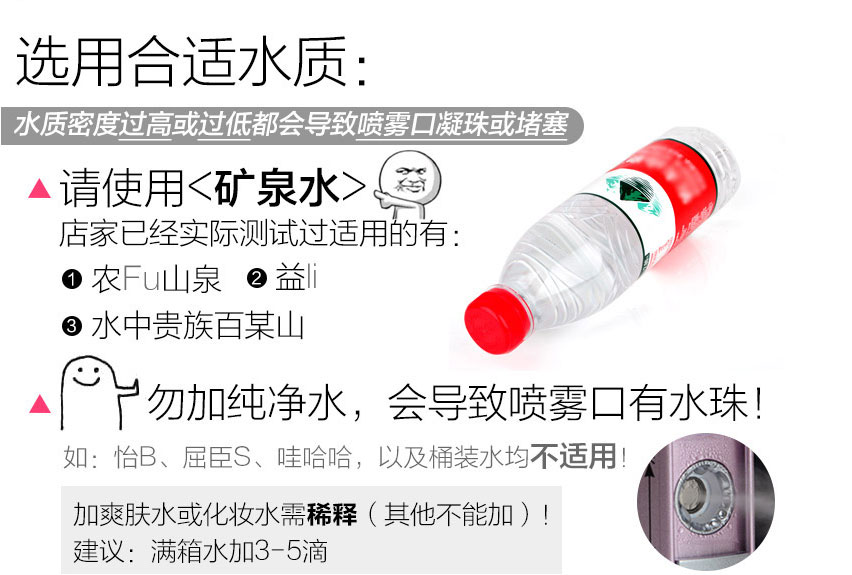 选用合适水质：
水质密度过高或过低都会导致喷雾口凝珠或堵塞
▲请使用<矿泉水>
店家已经实际测试过适用的有：
❶ 农Fu山泉 ❷ 益li
❸ 水中贵族百某山
▲勿加纯净水，会导致喷雾口有水珠！
如：怡B、屈臣S、哇哈哈，以及桶装水均不适用！
加爽肤水或化妆水需稀释（其他不能加）！
建议：满箱水加3-5滴